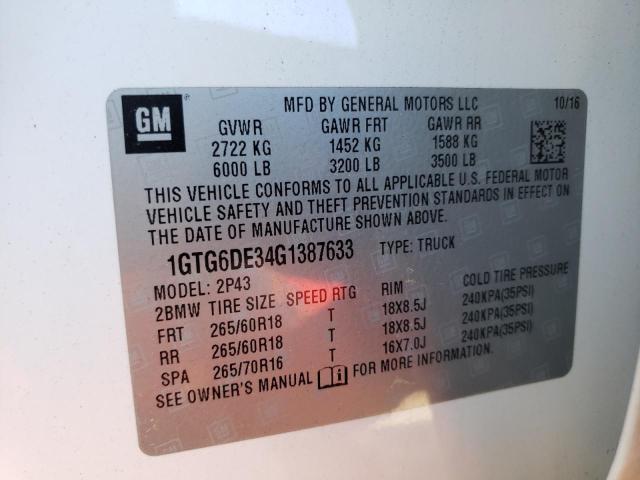 GM
MFD BY GENERAL MOTORS LLC 10/16
GVWR GAWR FRT GAWR RR
2722 KG 1452 KG 1588 KG
6000 LB 3200 LB 3500 LB
THIS VEHICLE CONFORMS TO ALL APPLICABLE U.S. FEDERAL MOTOR
VEHICLE SAFETY AND THEFT PREVENTION STANDARDS IN EFFECT ON
THE DATE OF MANUFACTURE SHOWN ABOVE.
1GTG6DE34G1387633 TYPE: TRUCK
MODEL: 2P43
2BMW TIRE SIZE SPEED RTG RIM COLD TIRE PRESSURE
FRT 265/60R18 T 18X8.5J 240KPA(35PSI)
RR 265/60R18 T 18X8.5J 240KPA(35PSI)
SPA 265/70R16 T 16X7.0J 240KPA(35PSI)
SEE OWNER'S MANUAL FOR MORE INFORMATION.